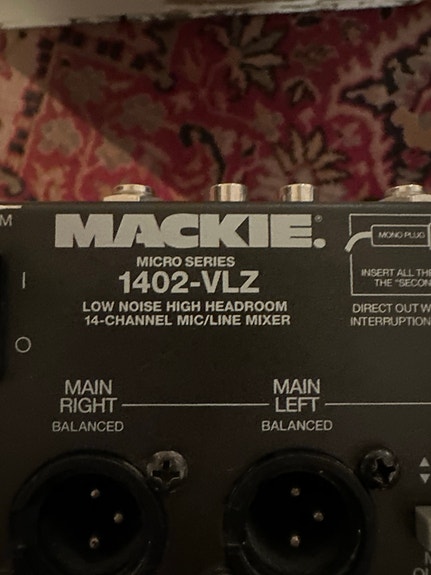 MACKIE.®
MICRO SERIES
1402-VLZ
LOW NOISE HIGH HEADROOM
14-CHANNEL MIC/LINE MIXER
MONO PLUG
INSERT ALL THE
THE "SECON
DIRECT OUT W
INTERRUPTION
M
I
O
MAIN
RIGHT
BALANCED
MAIN
LEFT
BALANCED